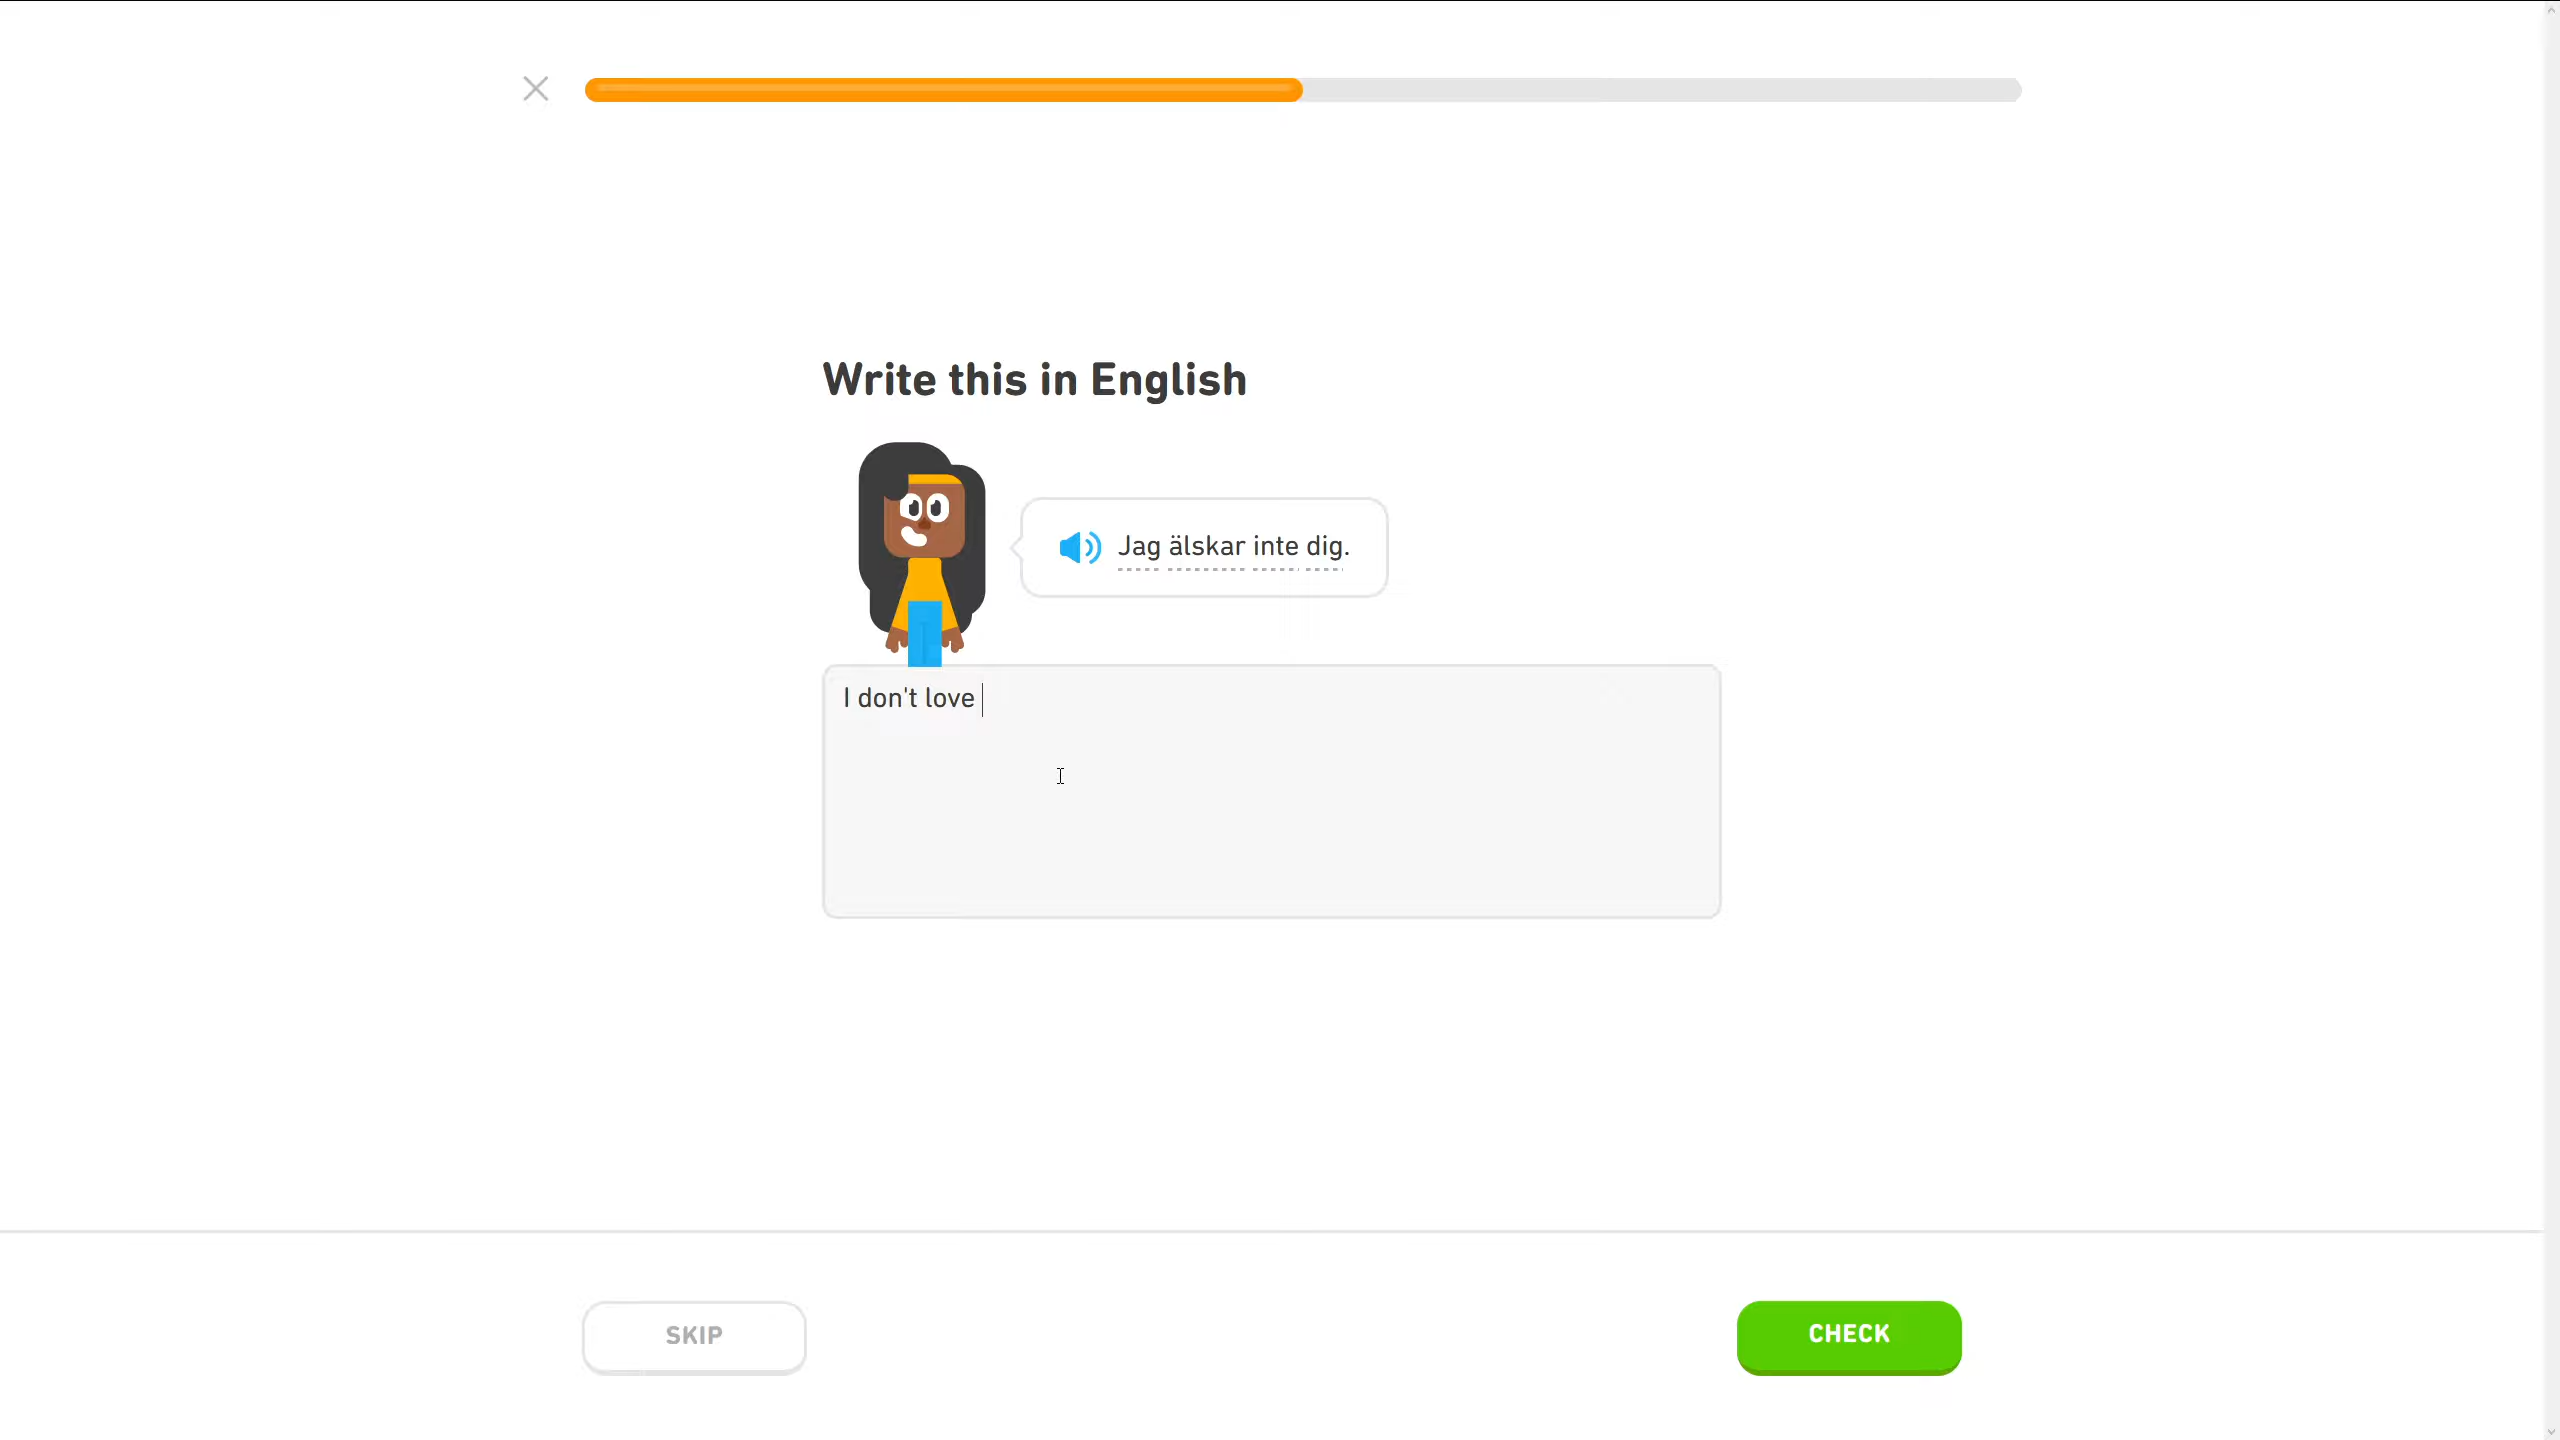 Write this in English
Jag älskar inte dig.
I don't love
SKIP
CHECK